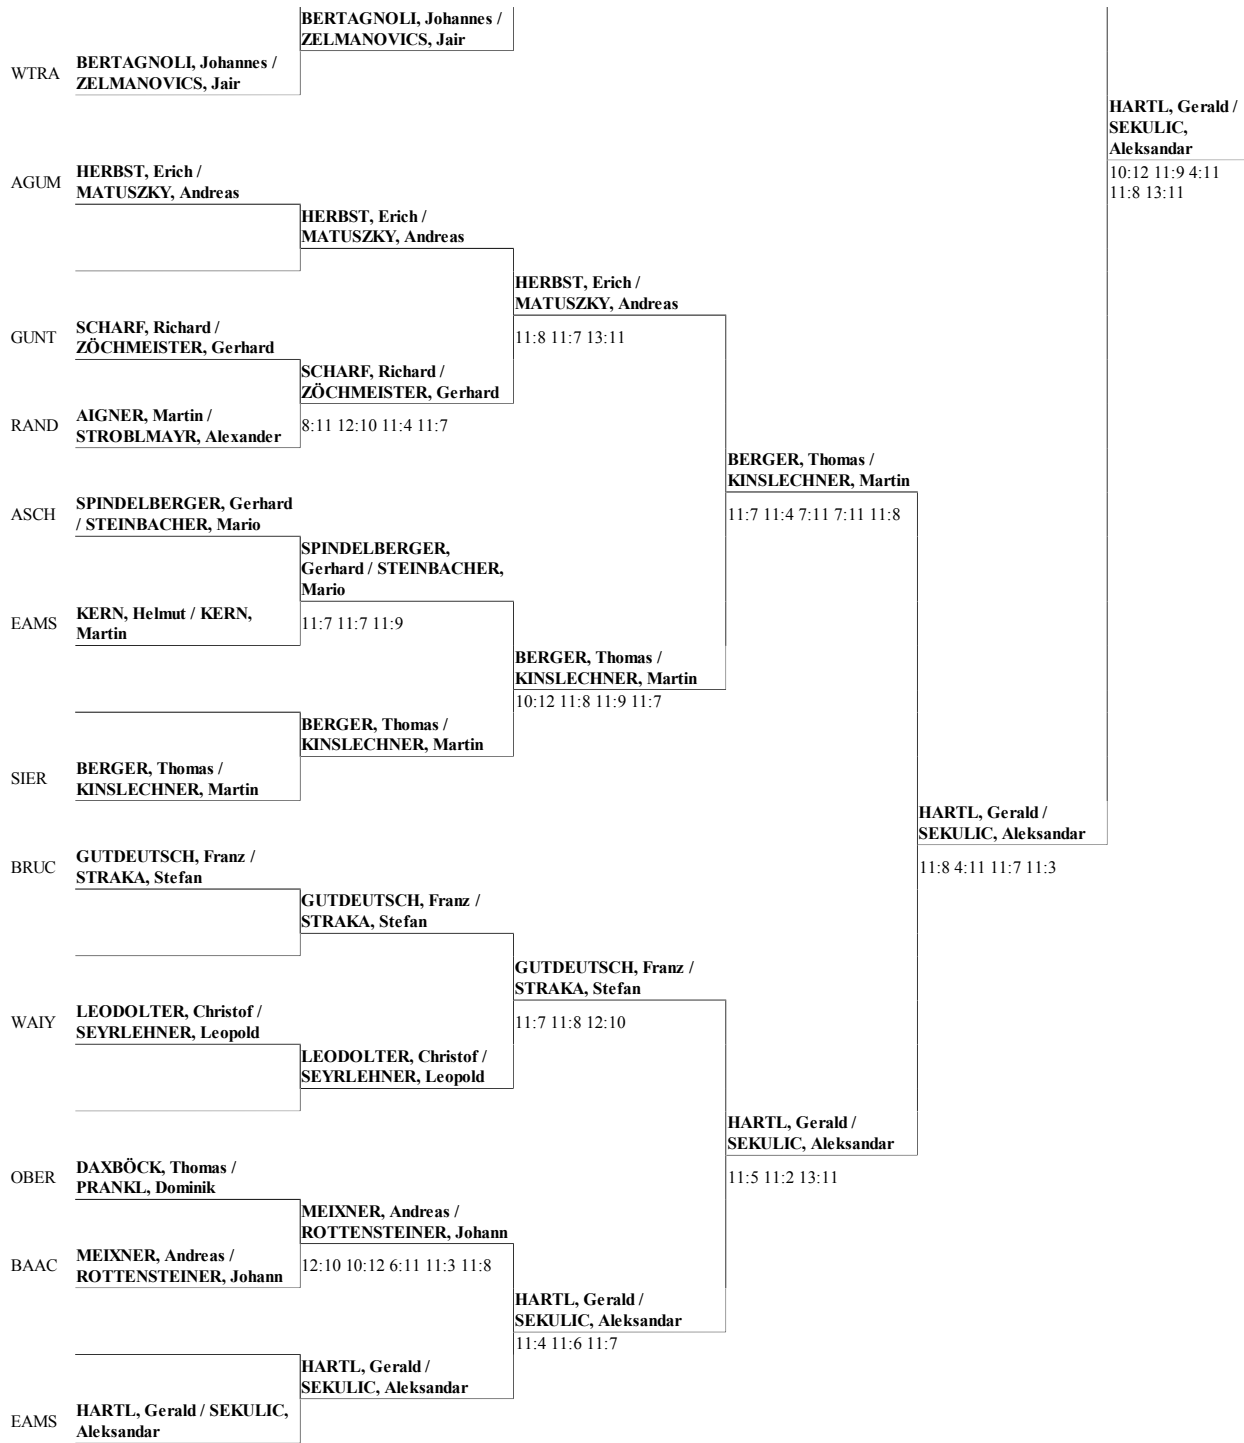 BERTAGNOLI, Johannes /
ZELMANOVICS, Jair
WTRA
BERTAGNOLI, Johannes /
ZELMANOVICS, Jair
HARTL, Gerald /
SEKULIC,
Aleksandar
10:12 11:9 4:11
11:8 13:11
AGUM
HERBST, Erich /
MATUSZKY, Andreas
HERBST, Erich /
MATUSZKY, Andreas
HERBST, Erich /
MATUSZKY, Andreas
11:8 11:7 13:11
GUNT
SCHARF, Richard /
ZÖCHMEISTER, Gerhard
SCHARF, Richard /
ZÖCHMEISTER, Gerhard
8:11 12:10 11:4 11:7
RAND
AIGNER, Martin /
STROBLMAYR, Alexander
BERGER, Thomas /
KINSLECHNER, Martin
11:7 11:4 7:11 7:11 11:8
ASCH
SPINDELBERGER, Gerhard
/ STEINBACHER, Mario
SPINDELBERGER,
Gerhard / STEINBACHER,
Mario
11:7 11:7 11:9
EAMS
KERN, Helmut / KERN,
Martin
BERGER, Thomas /
KINSLECHNER, Martin
10:12 11:8 11:9 11:7
BERGER, Thomas /
KINSLECHNER, Martin
SIER
BERGER, Thomas /
KINSLECHNER, Martin
HARTL, Gerald /
SEKULIC, Aleksandar
11:8 4:11 11:7 11:3
BRUC
GUTDEUTSCH, Franz /
STRAKA, Stefan
GUTDEUTSCH, Franz /
STRAKA, Stefan
GUTDEUTSCH, Franz /
STRAKA, Stefan
11:7 11:8 12:10
WAIY
LEODOLTER, Christof /
SEYRLEHNER, Leopold
LEODOLTER, Christof /
SEYRLEHNER, Leopold
HARTL, Gerald /
SEKULIC, Aleksandar
11:5 11:2 13:11
OBER
DAXBÖCK, Thomas /
PRANKL, Dominik
MEIXNER, Andreas /
ROTTENSTEINER, Johann
12:10 10:12 6:11 11:3 11:8
BAAC
MEIXNER, Andreas /
ROTTENSTEINER, Johann
HARTL, Gerald /
SEKULIC, Aleksandar
11:4 11:6 11:7
HARTL, Gerald /
SEKULIC, Aleksandar
EAMS
HARTL, Gerald / SEKULIC,
Aleksandar